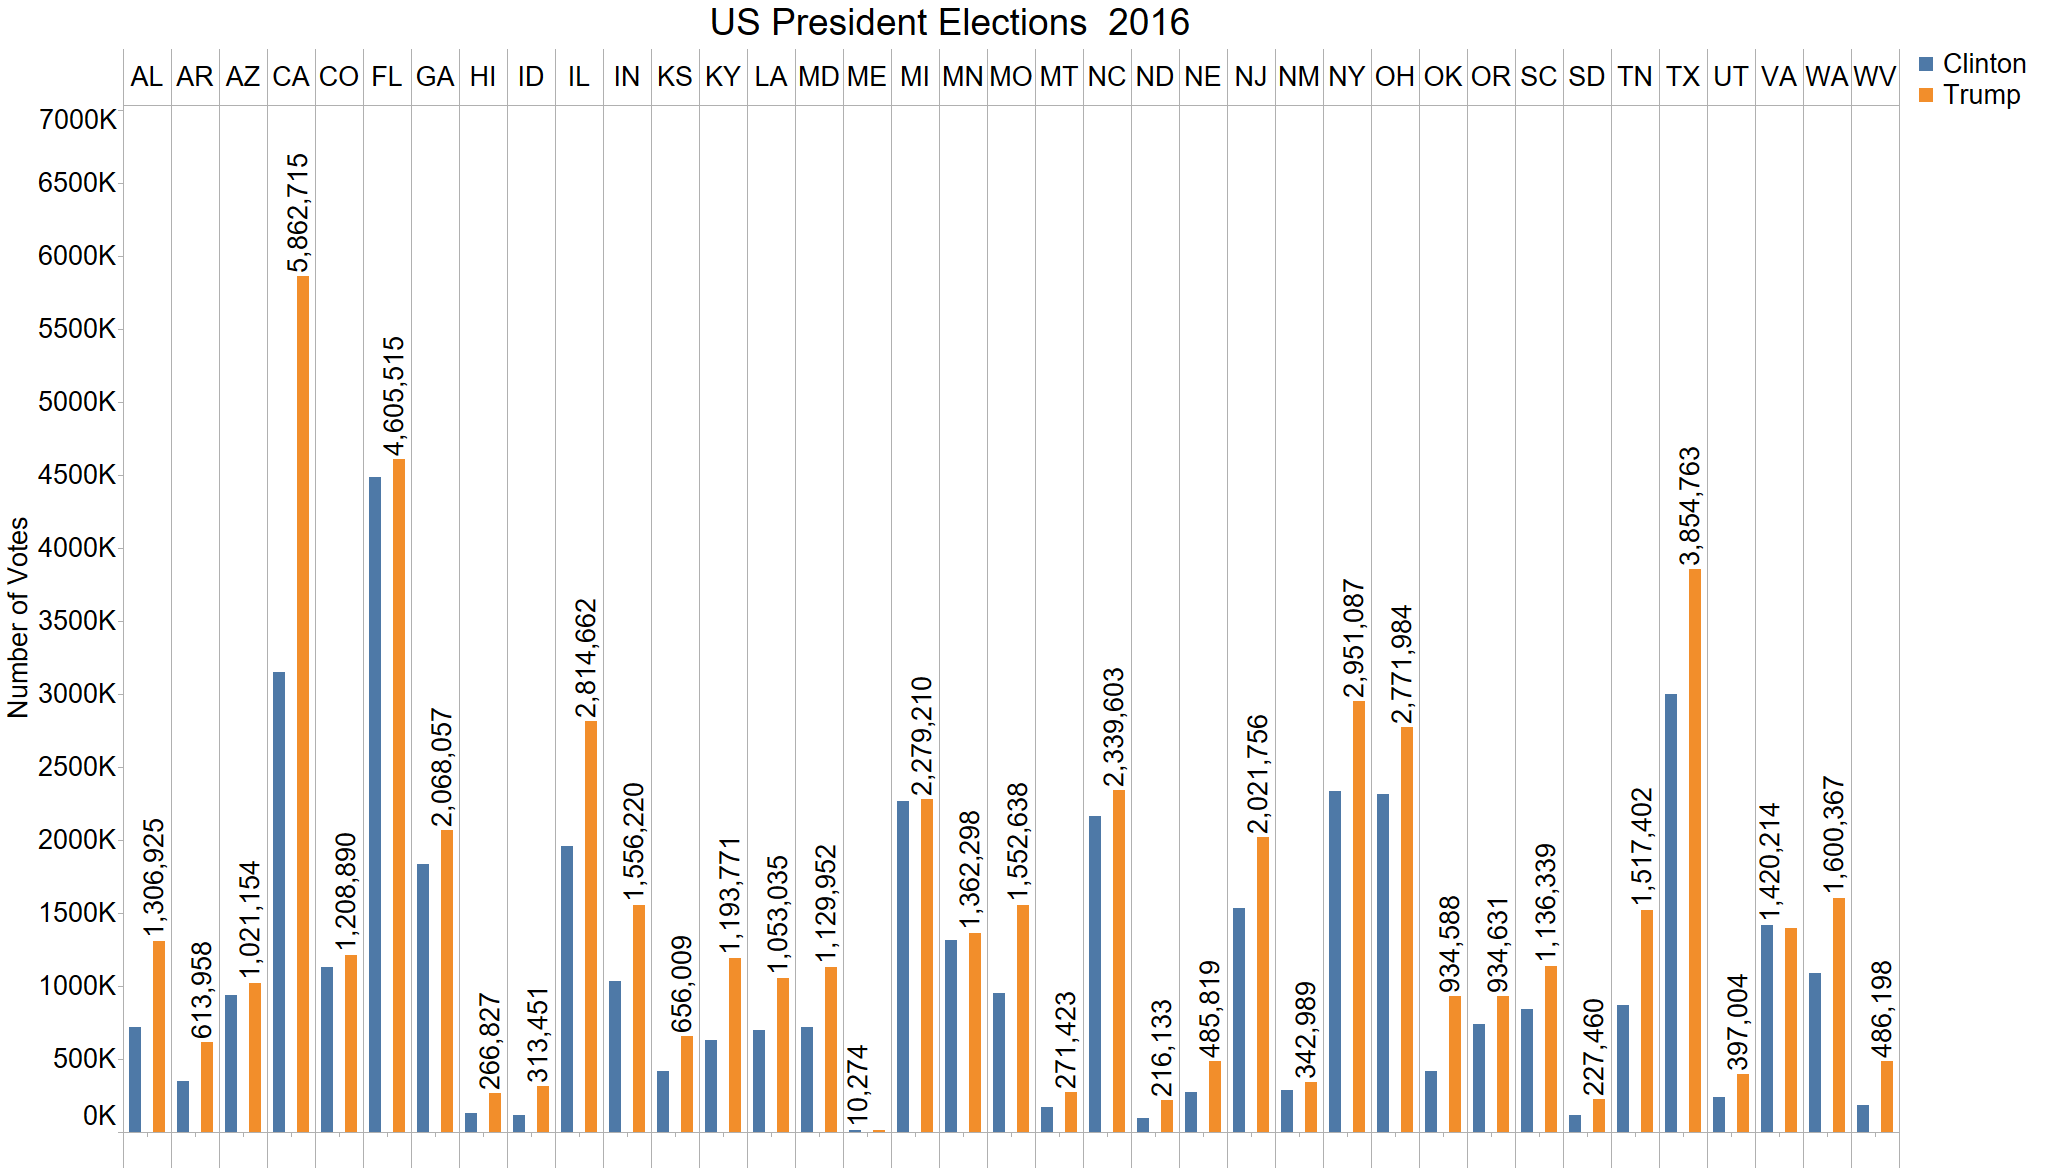 US President Elections  2016
AL AR AZ CA CO FL GA HI ID IL IN KS KY LA MD ME MI MN MO MT NC ND NE NJ NM NY OH OK OR SC SD TN TX UT VA WA WV
Clinton
Trump
Number of Votes
7000K
6500K
6000K
5500K
5000K
4500K
4000K
3500K
3000K
2500K
2000K
1500K
1000K
500K
0K
1,306,925
613,958
1,021,154
5,862,715
1,208,890
4,605,515
2,068,057
266,827
313,451
2,814,662
1,556,220
656,009
1,193,771
1,053,035
1,129,952
10,274
2,279,210
1,362,298
1,552,638
271,423
2,339,603
216,133
485,819
2,021,756
342,989
2,951,087
2,771,984
934,588
934,631
1,136,339
227,460
1,517,402
3,854,763
397,004
1,420,214
1,600,367
486,198